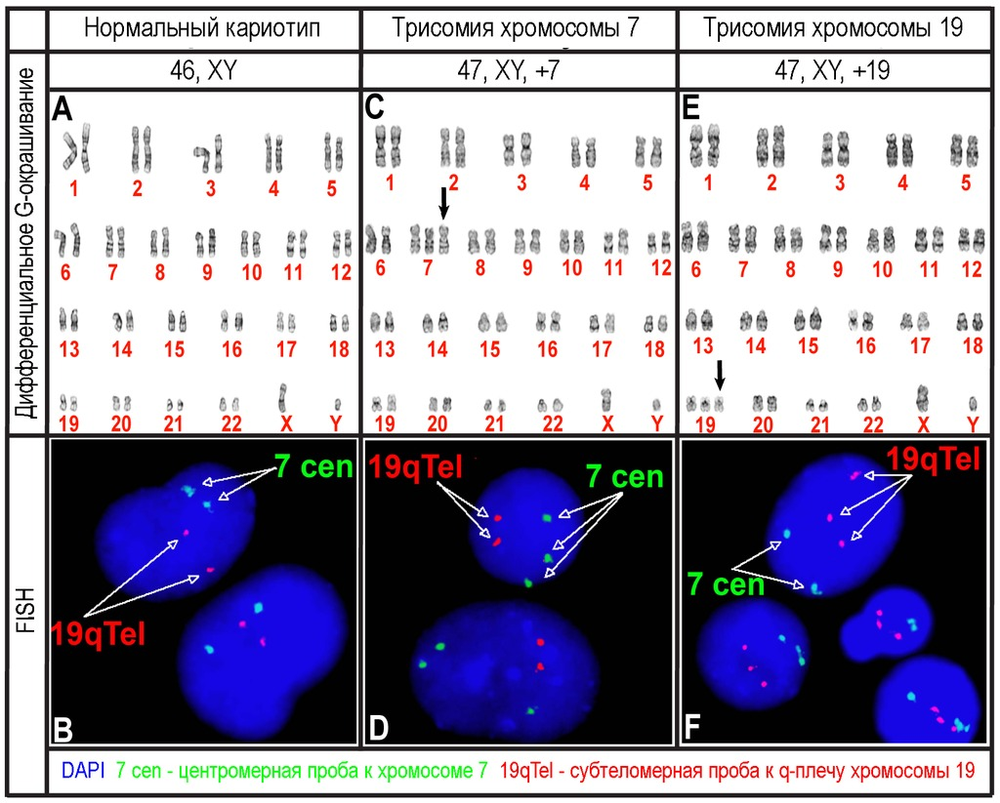 Нормальный кариотип
Трисомия хромосомы 7
Трисомия хромосомы 19
46, XY
47, XY, +7
47, XY, +19
Дифференциальное G-окрашивание
A
1 2 3 4 5
6 7 8 9 10 11 12
13 14 15 16 17 18
19 20 21 22 X Y
C
1 2 3 4 5
6 7 8 9 10 11 12
13 14 15 16 17 18
19 20 21 22 X Y
E
1 2 3 4 5
6 7 8 9 10 11 12
13 14 15 16 17 18
19 20 21 22 X Y
FISH
7 cen
19qTel
B
19qTel
7 cen
D
19qTel
7 cen
F
DAPI 7 cen - центромерная проба к хромосоме 7 19qTel - субтеломерная проба к q-плечу хромосомы 19